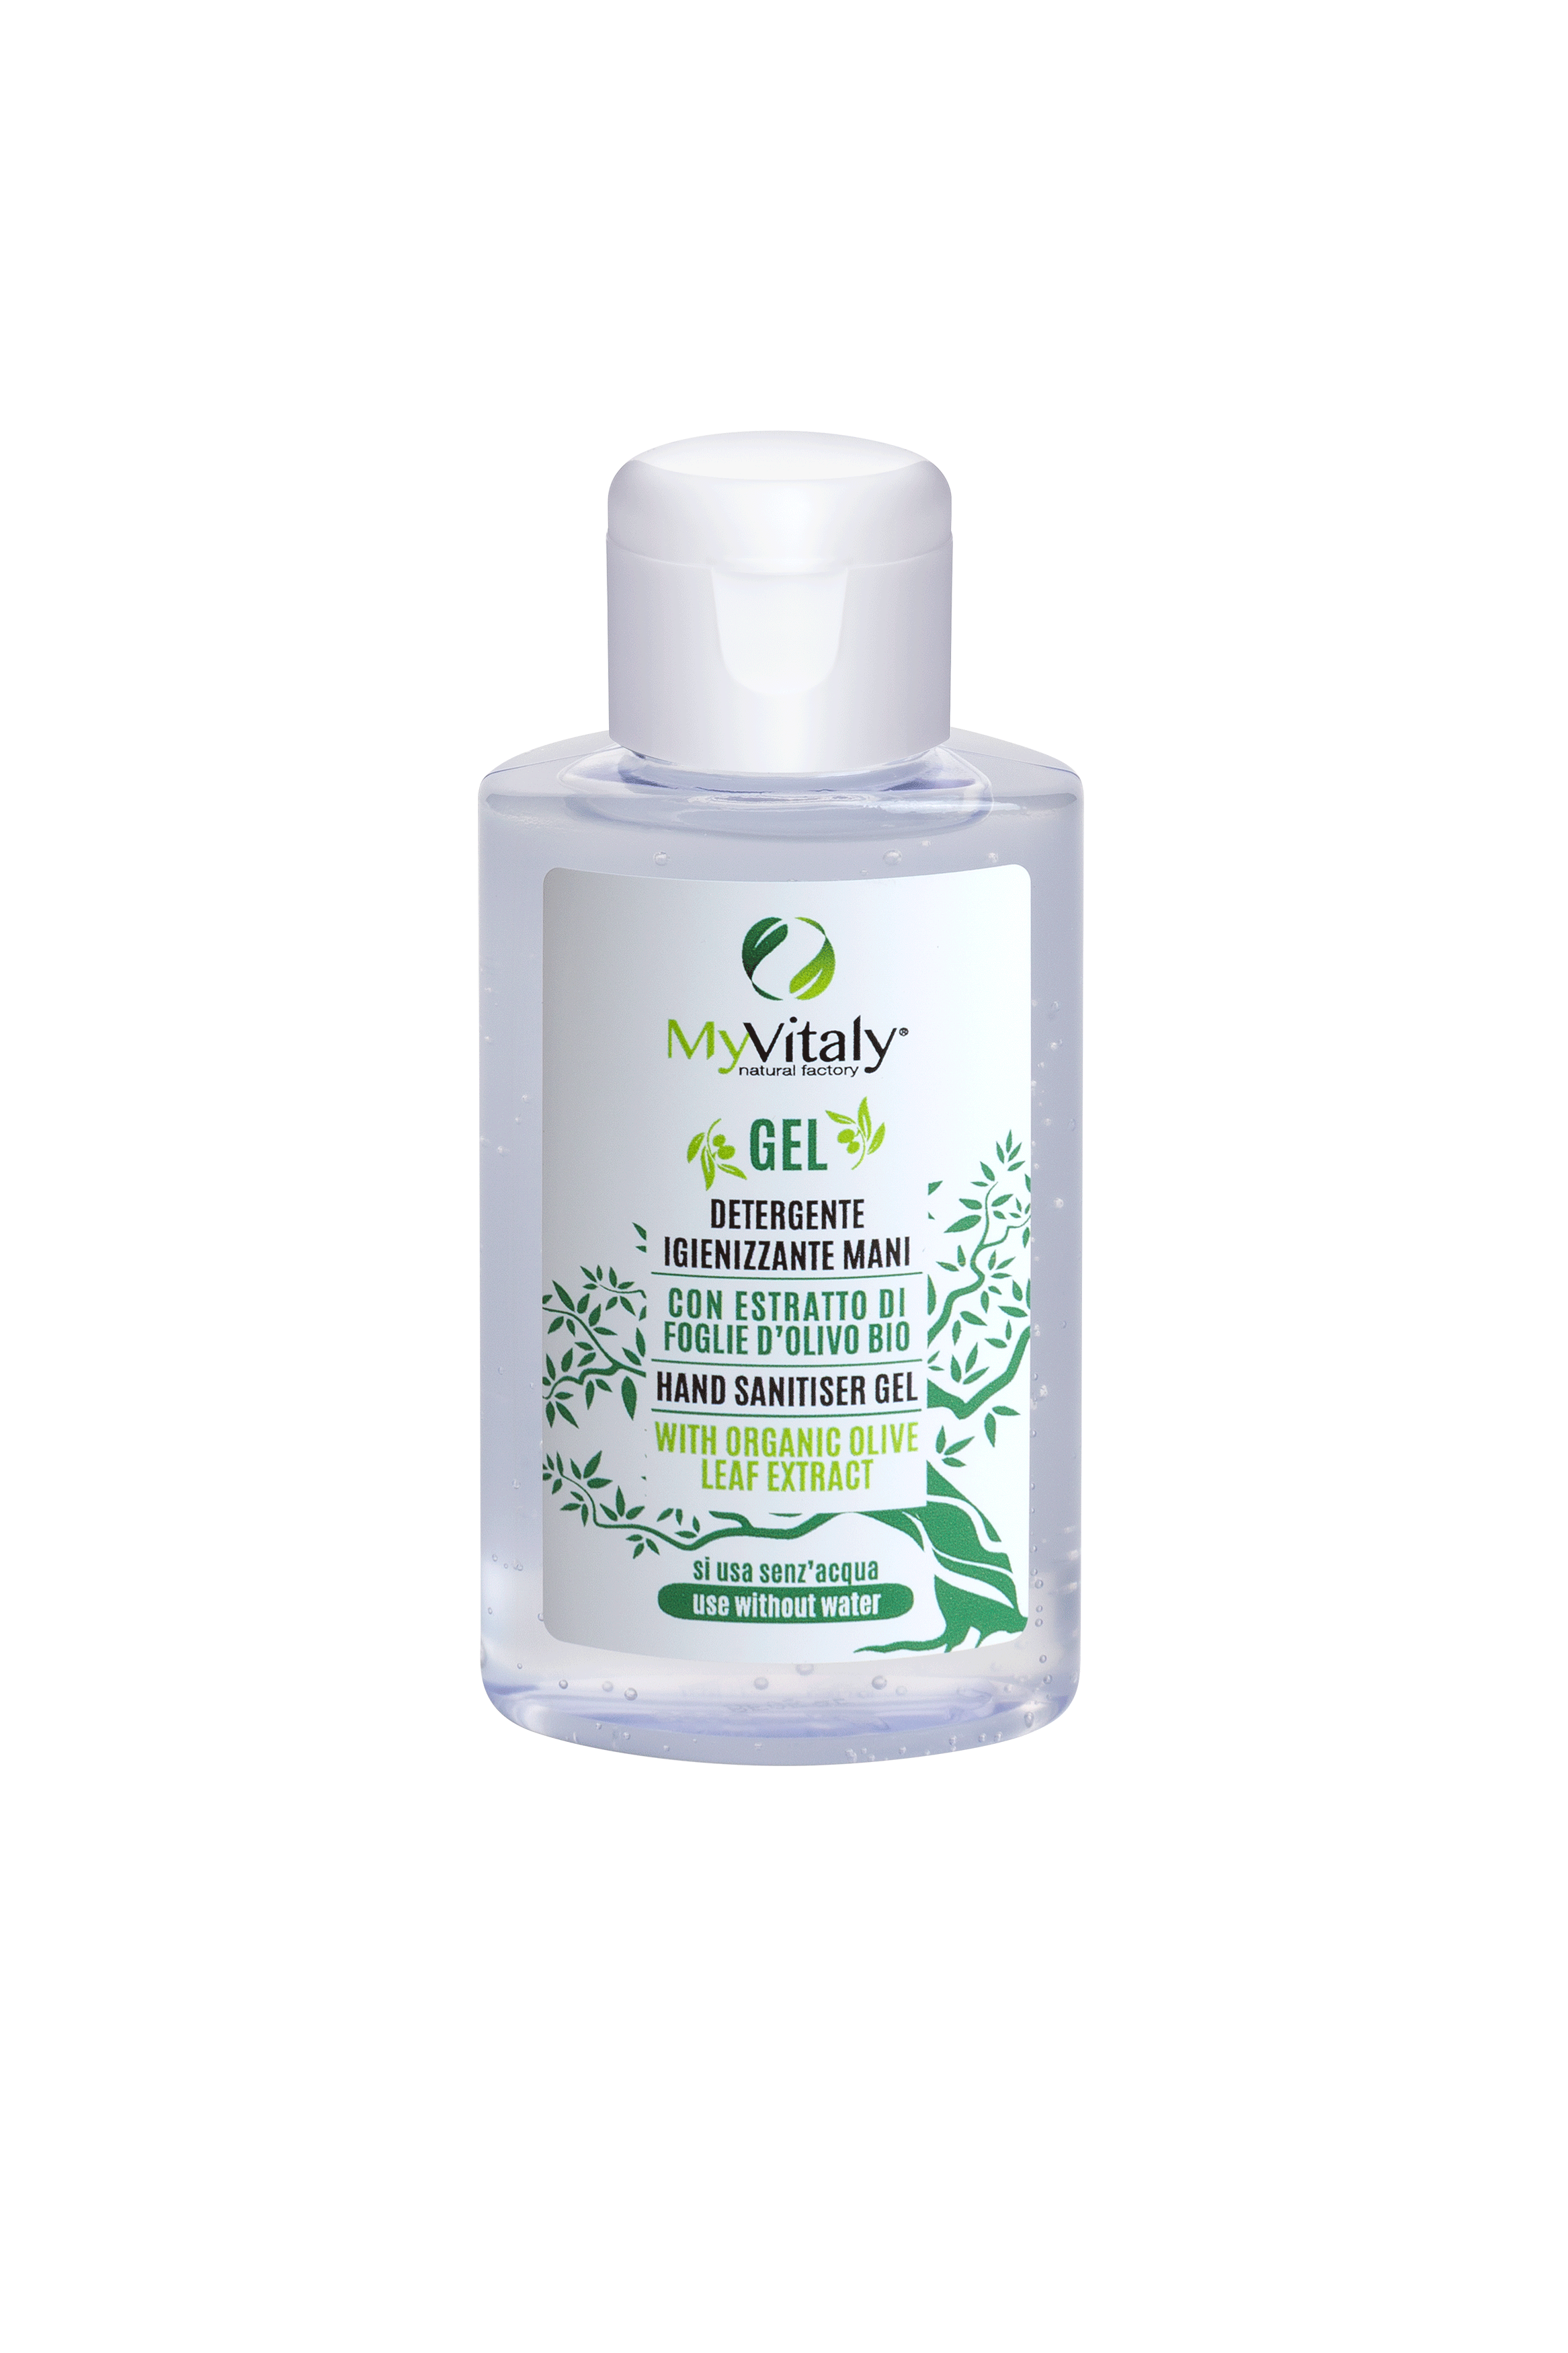 MyVitaly®
natural factory
GEL
DETERGENTE
IGIENIZZANTE MANI
CON ESTRATTO DI
FOGLIE D'OLIVO BIO
HAND SANITISER GEL
WITH ORGANIC OLIVE
LEAF EXTRACT
si usa senz'acqua
use without water